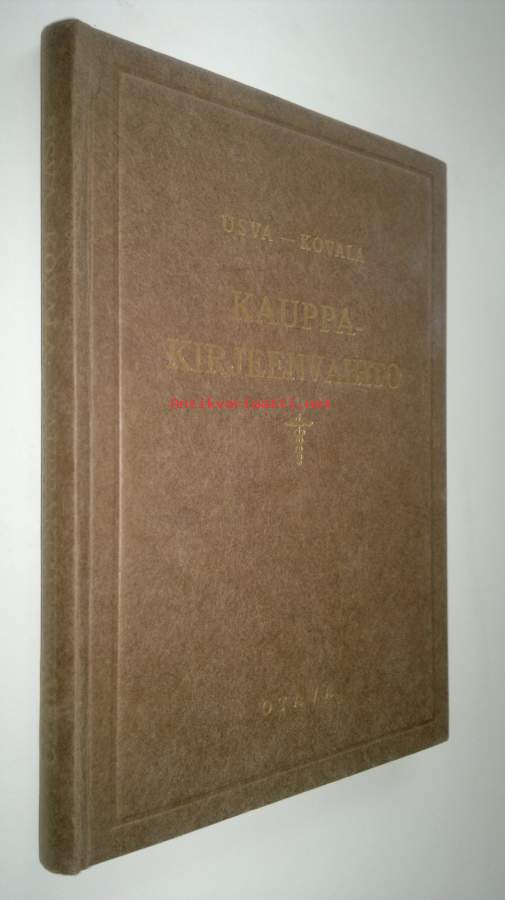 USVA — KOVALA
KAUPPA-
KIRJEENVAIHTO
antikvariaatti.net
OTAVA